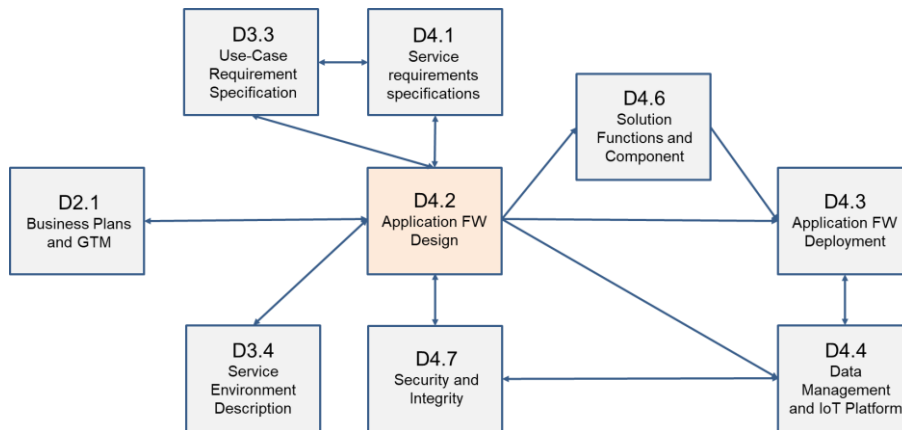 D3.3
Use-Case
Requirement
Specification
D4.1
Service
requirements
specifications
D4.6
Solution
Functions and
Component
D2.1
Business Plans
and GTM
D4.2
Application FW
Design
D4.3
Application FW
Deployment
D3.4
Service
Environment
Description
D4.7
Security and
Integrity
D4.4
Data
Management
and IoT Platform